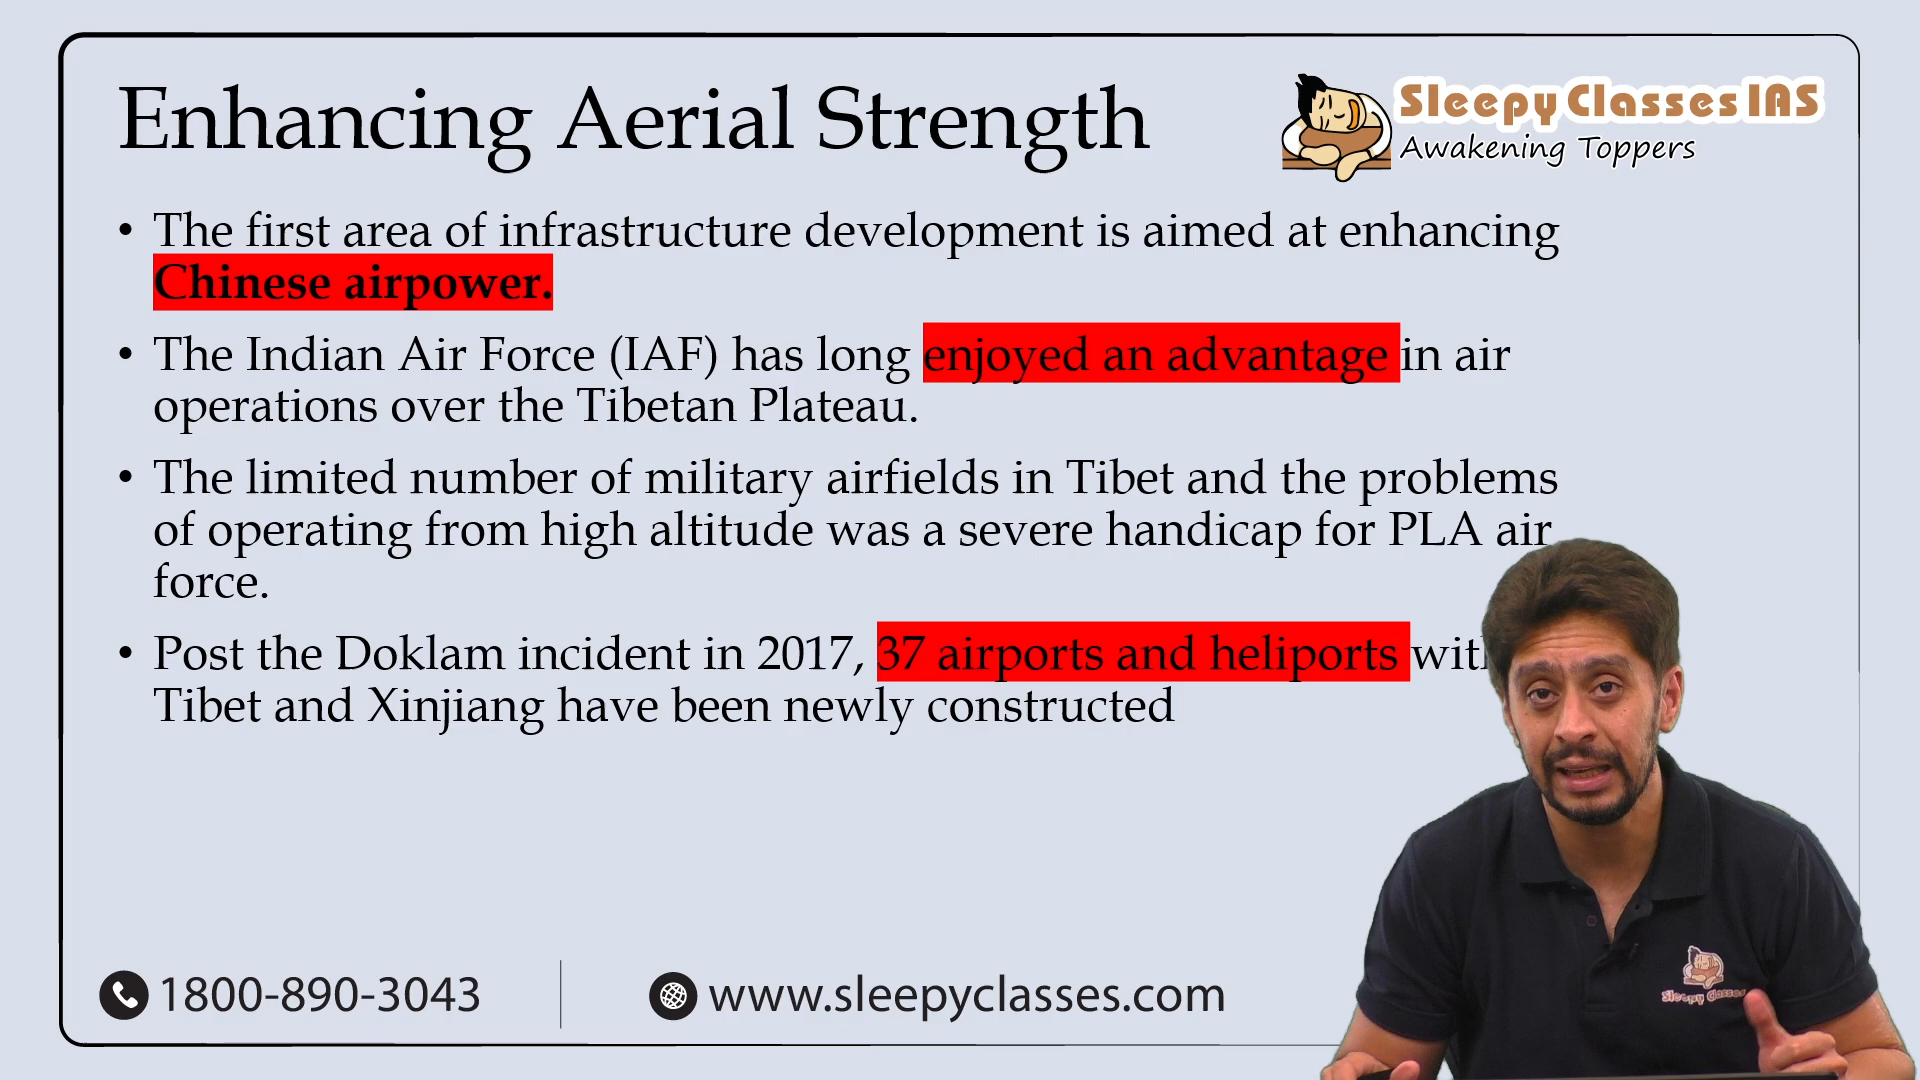 Enhancing Aerial Strength
Sleepy Classes IAS
Awakening Toppers
• The first area of infrastructure development is aimed at enhancing
Chinese airpower.
• The Indian Air Force (IAF) has long enjoyed an advantage in air
operations over the Tibetan Plateau.
• The limited number of military airfields in Tibet and the problems
of operating from high altitude was a severe handicap for PLA air
force.
• Post the Doklam incident in 2017, 37 airports and heliports
Tibet and Xinjiang have been newly constructed
1800-890-3043
www.sleepyclasses.com
Sleepy Classes